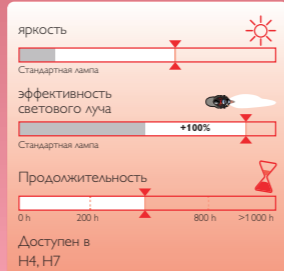 яркость
Стандартная лампа
эффективность
светового луча
+100%
Стандартная лампа
Продолжительность
0 h 200 h 800 h >1 000 h
Доступен в
H4, H7